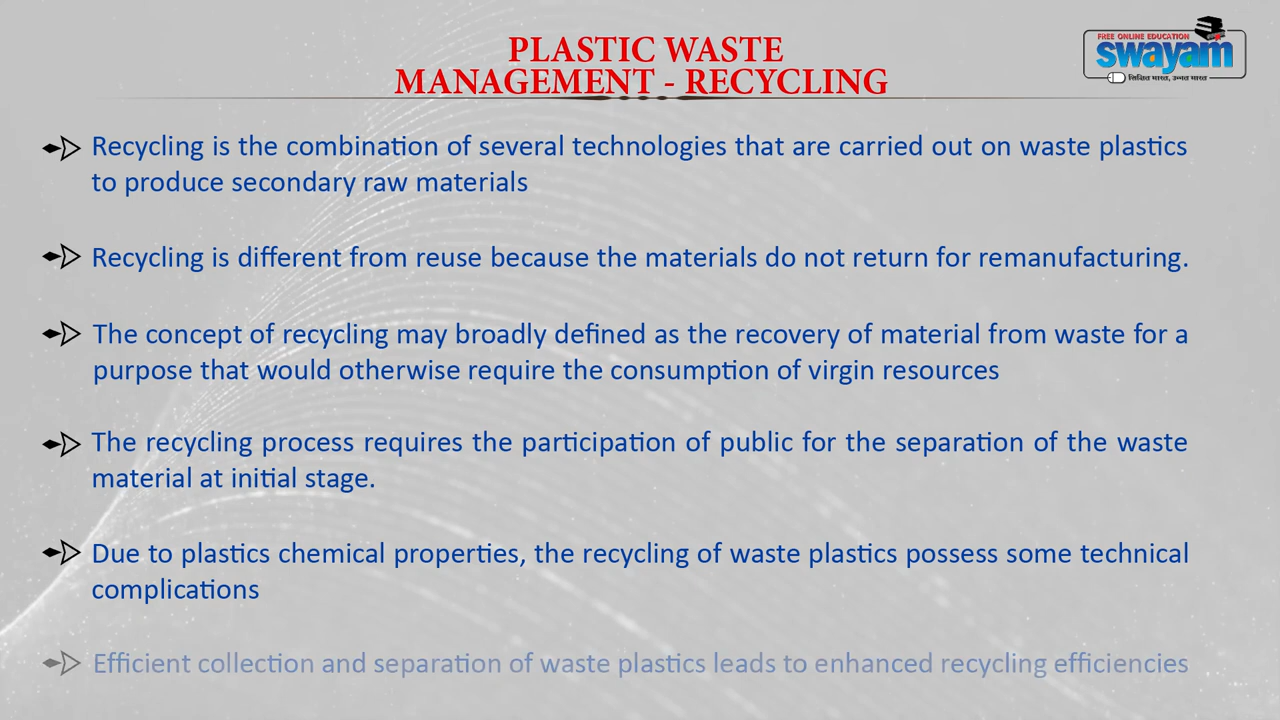 PLASTIC WASTE
MANAGEMENT - RECYCLING
FREE ONLINE EDUCATION
swayam
शिक्षित भारत, उन्नत भारत
Recycling is the combination of several technologies that are carried out on waste plastics
to produce secondary raw materials
Recycling is different from reuse because the materials do not return for remanufacturing.
The concept of recycling may broadly defined as the recovery of material from waste for a
purpose that would otherwise require the consumption of virgin resources
The recycling process requires the participation of public for the separation of the waste
material at initial stage.
Due to plastics chemical properties, the recycling of waste plastics possess some technical
complications
Efficient collection and separation of waste plastics leads to enhanced recycling efficiencies